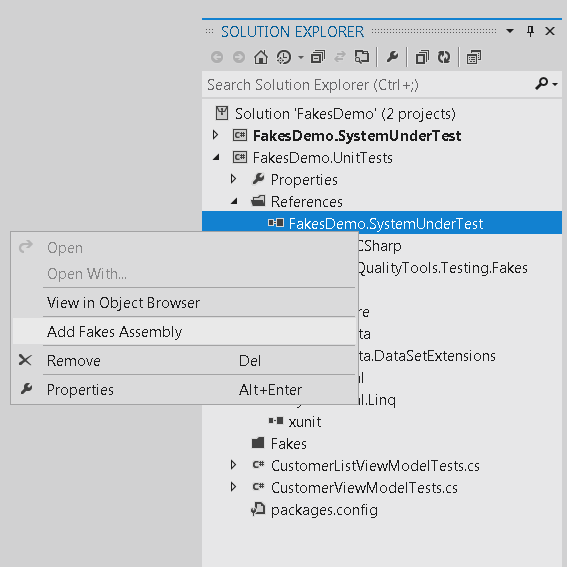 SOLUTION EXPLORER
Search Solution Explorer (Ctrl+;)
Solution 'FakesDemo' (2 projects)
C# FakesDemo.SystemUnderTest
C# FakesDemo.UnitTests
Properties
References
FakesDemo.SystemUnderTest
Open
CSharp
Open With...
QualityTools.Testing.Fakes
View in Object Browser
re
Add Fakes Assembly
ta
Remove Del
ta.DataSetExtensions
Properties Alt+Enter
ml
ml.Linq
xunit
Fakes
C# CustomerListViewModelTests.cs
C# CustomerViewModelTests.cs
packages.config